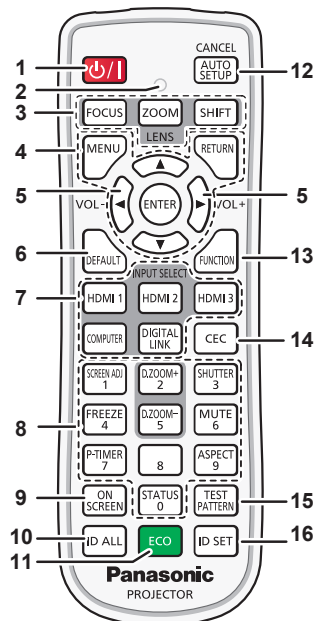 CANCEL
1 ⏻/| AUTO SETUP 12
2
3 FOCUS ZOOM SHIFT
LENS
4 MENU RETURN
▲
5 VOL- ◀ ENTER ▶ VOL+ 5
▼
6 DEFAULT FUNCTION 13
INPUT SELECT
7 HDMI 1 HDMI 2 HDMI 3
COMPUTER DIGITAL LINK CEC 14
SCREEN ADJ 1 D.ZOOM+ 2 SHUTTER 3
8 FREEZE 4 D.ZOOM- 5 MUTE 6
P-TIMER 7 8 ASPECT 9
9 ON SCREEN STATUS 0 TEST PATTERN 15
10 ID ALL ECO ID SET 16
11
Panasonic
PROJECTOR